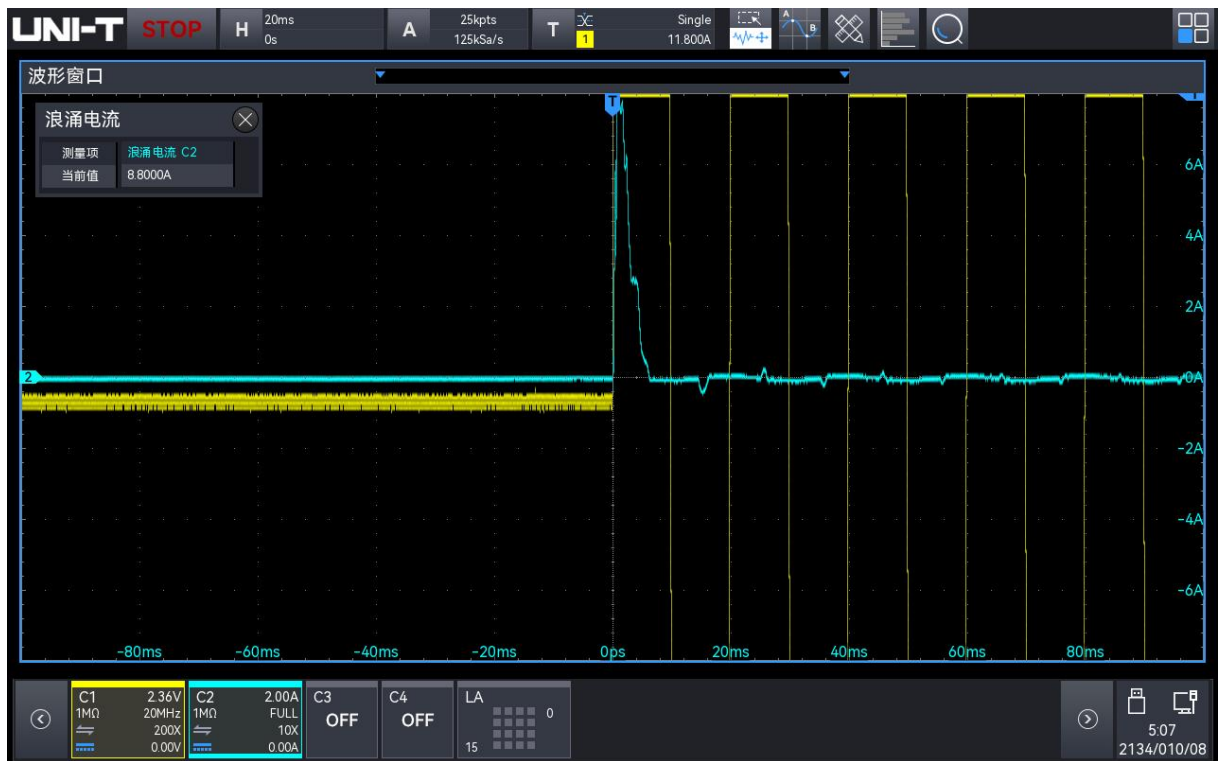 UNI-T STOP H 20ms 0s A 25kpts 125kSa/s T 1 Single 11.800A A B
波形窗口
T
浪涌电流
测量项 浪涌电流 C2
当前值 8.8000A
6A
4A
2A
2 0A
-2A
-4A
-6A
-80ms -60ms -40ms -20ms 0ps 20ms 40ms 60ms 80ms
C1 2.36V C2 2.00A C3 C4 LA
1MΩ 20MHz 1MΩ FULL OFF OFF 0
200X 10X
0.00V 0.00A 15
5:07
2134/010/08